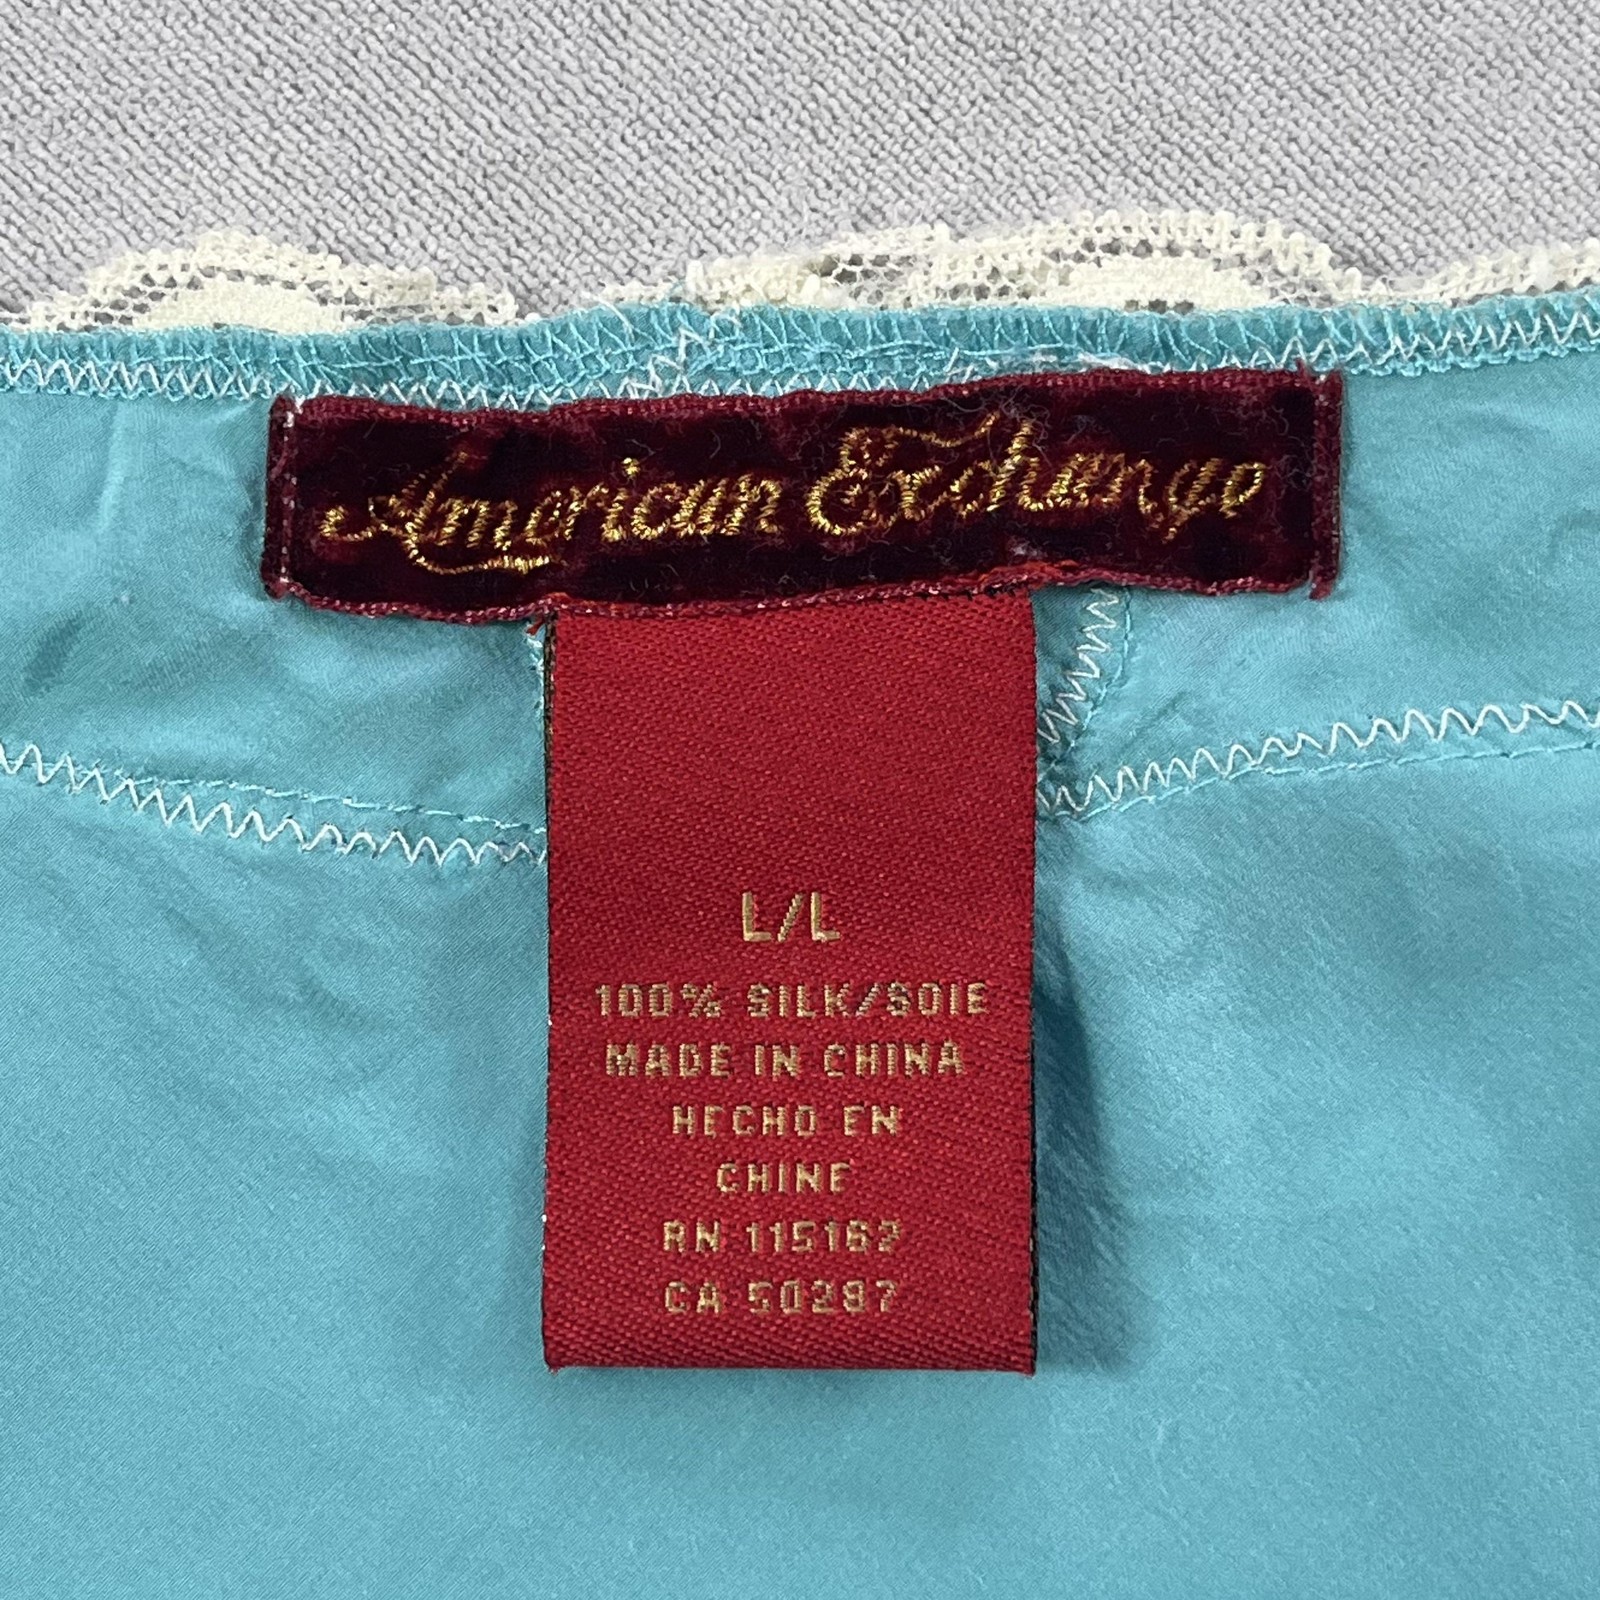 American Exchange
L/L
100% SILK/SOIE
MADE IN CHINA
HECHO EN
CHINE
RN 115162
CA 50287